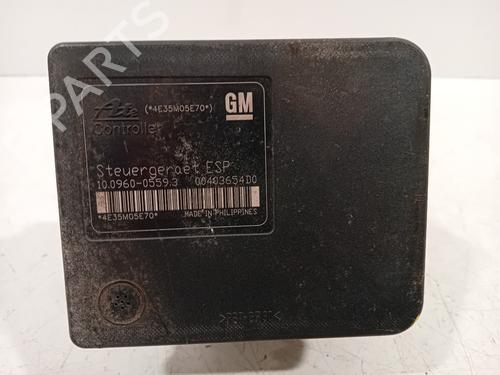 PARTS
Ate
(*4E35M05E70*)
GM
Controller
Steuergeraet ESP
10.0960-0559.3 00403654D0
*4E35M05E70*
MADE IN PHILIPPINES